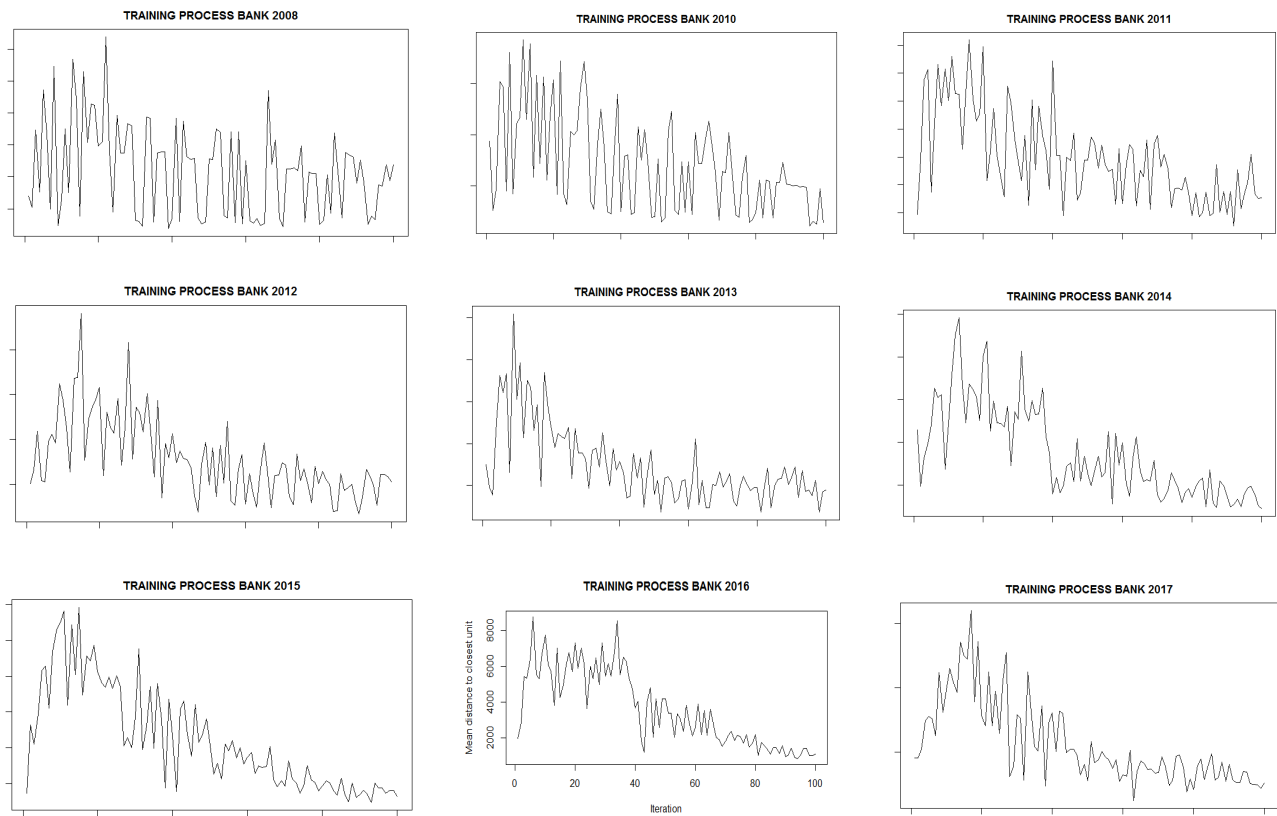 TRAINING PROCESS BANK 2008
TRAINING PROCESS BANK 2010
TRAINING PROCESS BANK 2011
TRAINING PROCESS BANK 2012
TRAINING PROCESS BANK 2013
TRAINING PROCESS BANK 2014
TRAINING PROCESS BANK 2015
TRAINING PROCESS BANK 2016
TRAINING PROCESS BANK 2017
Mean distance to closest unit
8000
6000
4000
2000
0 20 40 60 80 100
Iteration